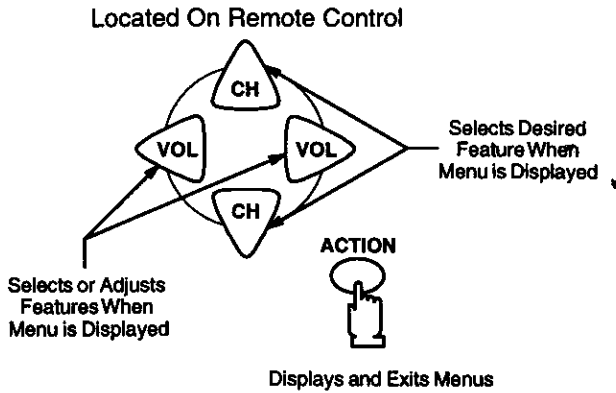 Located On Remote Control
CH
VOL
VOL
CH
Selects Desired
Feature When
Menu is Displayed
ACTION
Selects or Adjusts
Features When
Menu is Displayed
Displays and Exits Menus